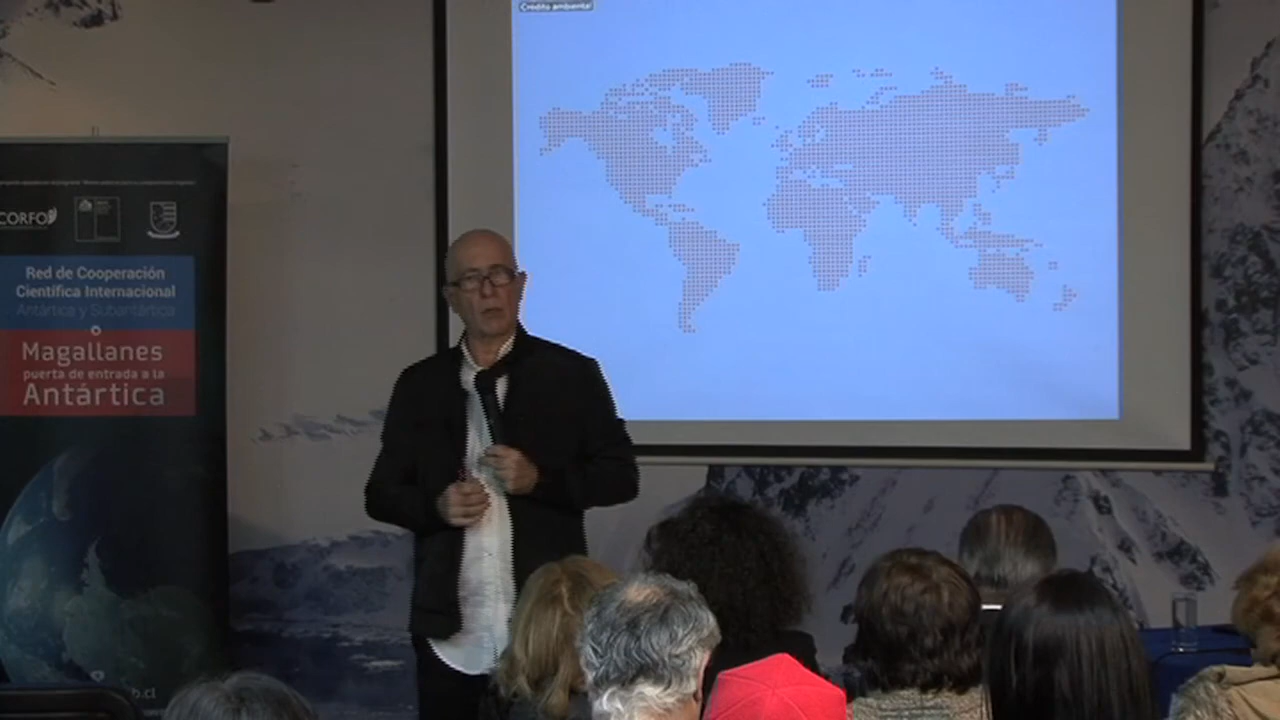 Crédito ambiental
CORFO
Red de Cooperación
Científica Internacional
Antártica y Subantártica
Magallanes
puerta de entrada a la
Antártica